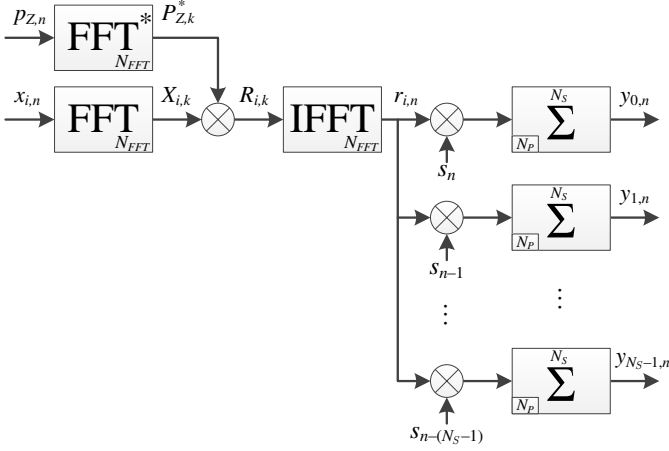 p_{Z,n} FFT* N_{FFT} P^*_{Z,k}
x_{i,n} FFT N_{FFT} X_{i,k} R_{i,k} IFFT N_{FFT} r_{i,n} N_S Σ N_P y_{0,n}
s_n
N_S Σ N_P y_{1,n}
s_{n−1}
⋮ ⋮
N_S Σ N_P y_{N_S−1,n}
s_{n−(N_S−1)}